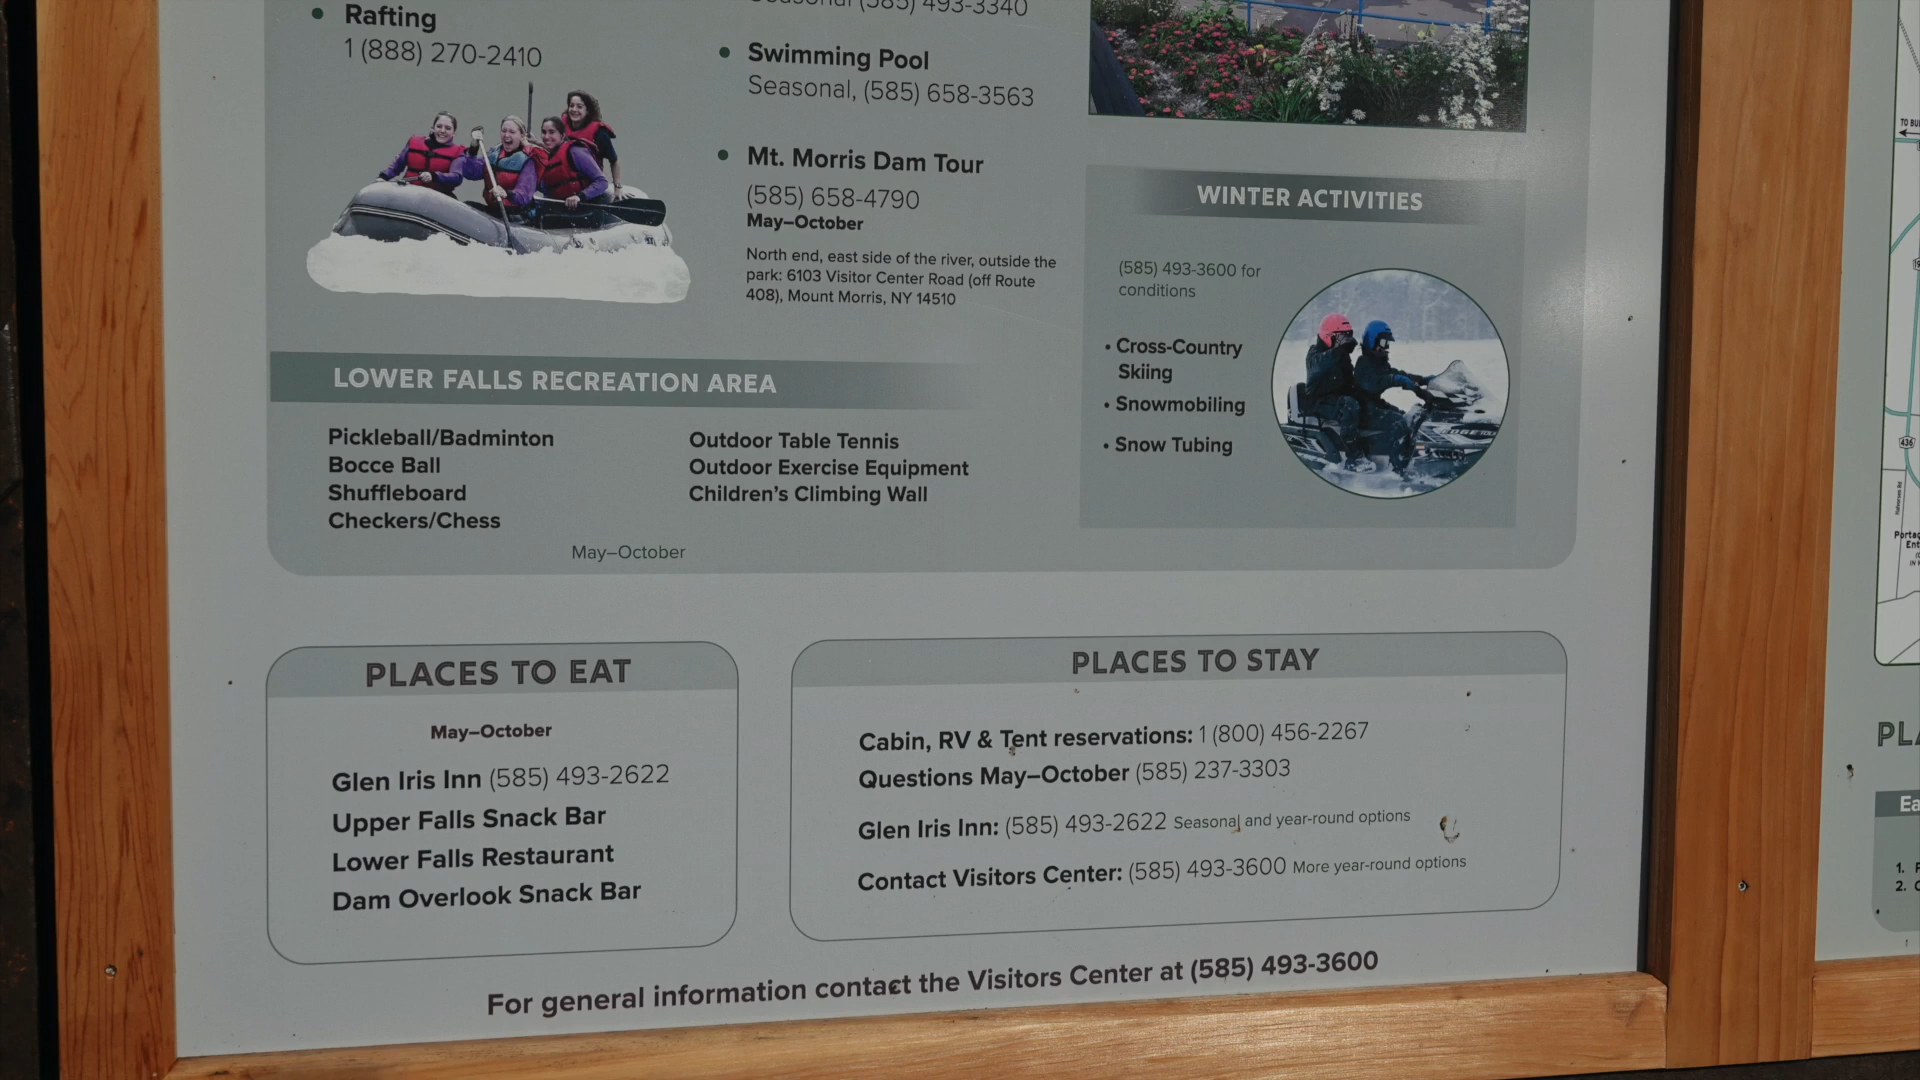 Rafting
1 (888) 270-2410
Seasonal (585) 493-3340
Swimming Pool
Seasonal, (585) 658-3563
Mt. Morris Dam Tour
(585) 658-4790
May–October
North end, east side of the river, outside the
park: 6103 Visitor Center Road (off Route
408), Mount Morris, NY 14510
WINTER ACTIVITIES
(585) 493-3600 for
conditions
• Cross-Country
Skiing
• Snowmobiling
• Snow Tubing
LOWER FALLS RECREATION AREA
Pickleball/Badminton
Bocce Ball
Shuffleboard
Checkers/Chess
Outdoor Table Tennis
Outdoor Exercise Equipment
Children's Climbing Wall
May–October
PLACES TO EAT
May–October
Glen Iris Inn (585) 493-2622
Upper Falls Snack Bar
Lower Falls Restaurant
Dam Overlook Snack Bar
PLACES TO STAY
Cabin, RV & Tent reservations: 1 (800) 456-2267
Questions May–October (585) 237-3303
Glen Iris Inn: (585) 493-2622 Seasonal and year-round options
Contact Visitors Center: (585) 493-3600 More year-round options
For general information contact the Visitors Center at (585) 493-3600
436